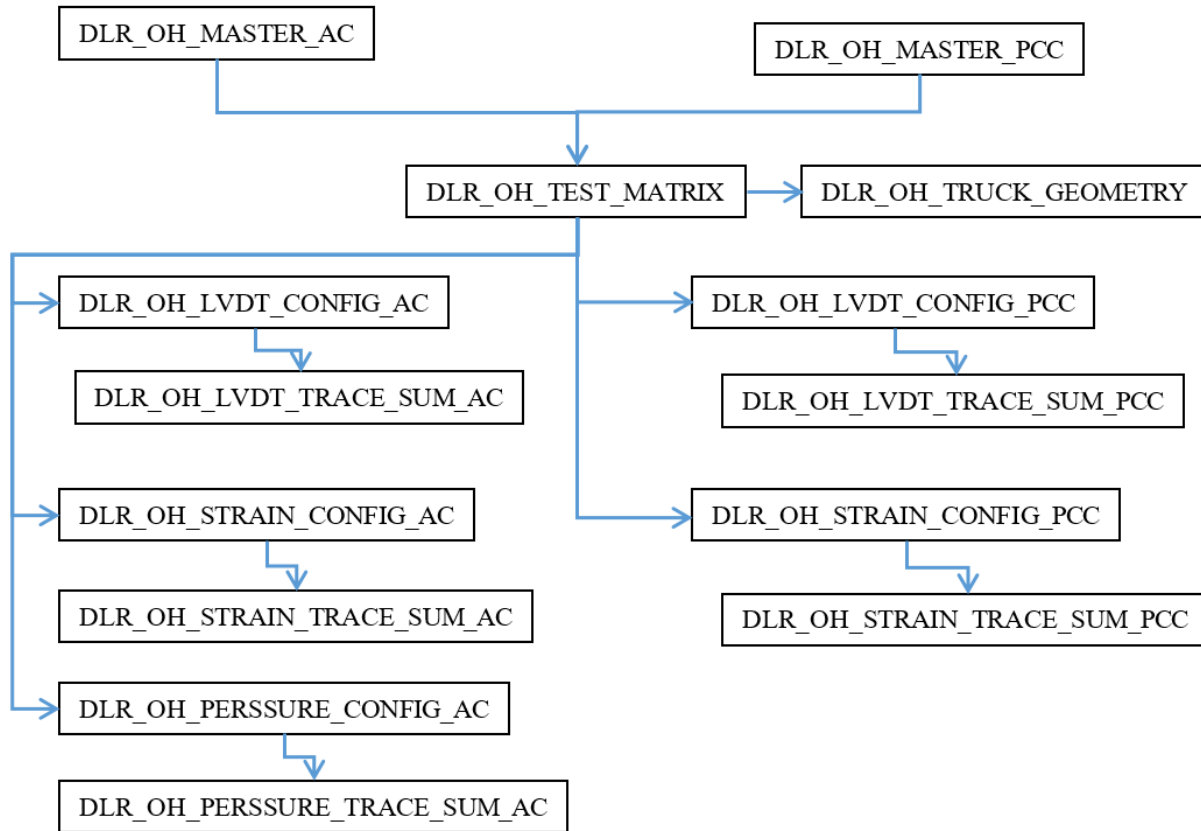 DLR_OH_MASTER_AC
DLR_OH_MASTER_PCC
DLR_OH_TEST_MATRIX
DLR_OH_TRUCK_GEOMETRY
DLR_OH_LVDT_CONFIG_AC
DLR_OH_LVDT_CONFIG_PCC
DLR_OH_LVDT_TRACE_SUM_AC
DLR_OH_LVDT_TRACE_SUM_PCC
DLR_OH_STRAIN_CONFIG_AC
DLR_OH_STRAIN_CONFIG_PCC
DLR_OH_STRAIN_TRACE_SUM_AC
DLR_OH_STRAIN_TRACE_SUM_PCC
DLR_OH_PERSSURE_CONFIG_AC
DLR_OH_PERSSURE_TRACE_SUM_AC